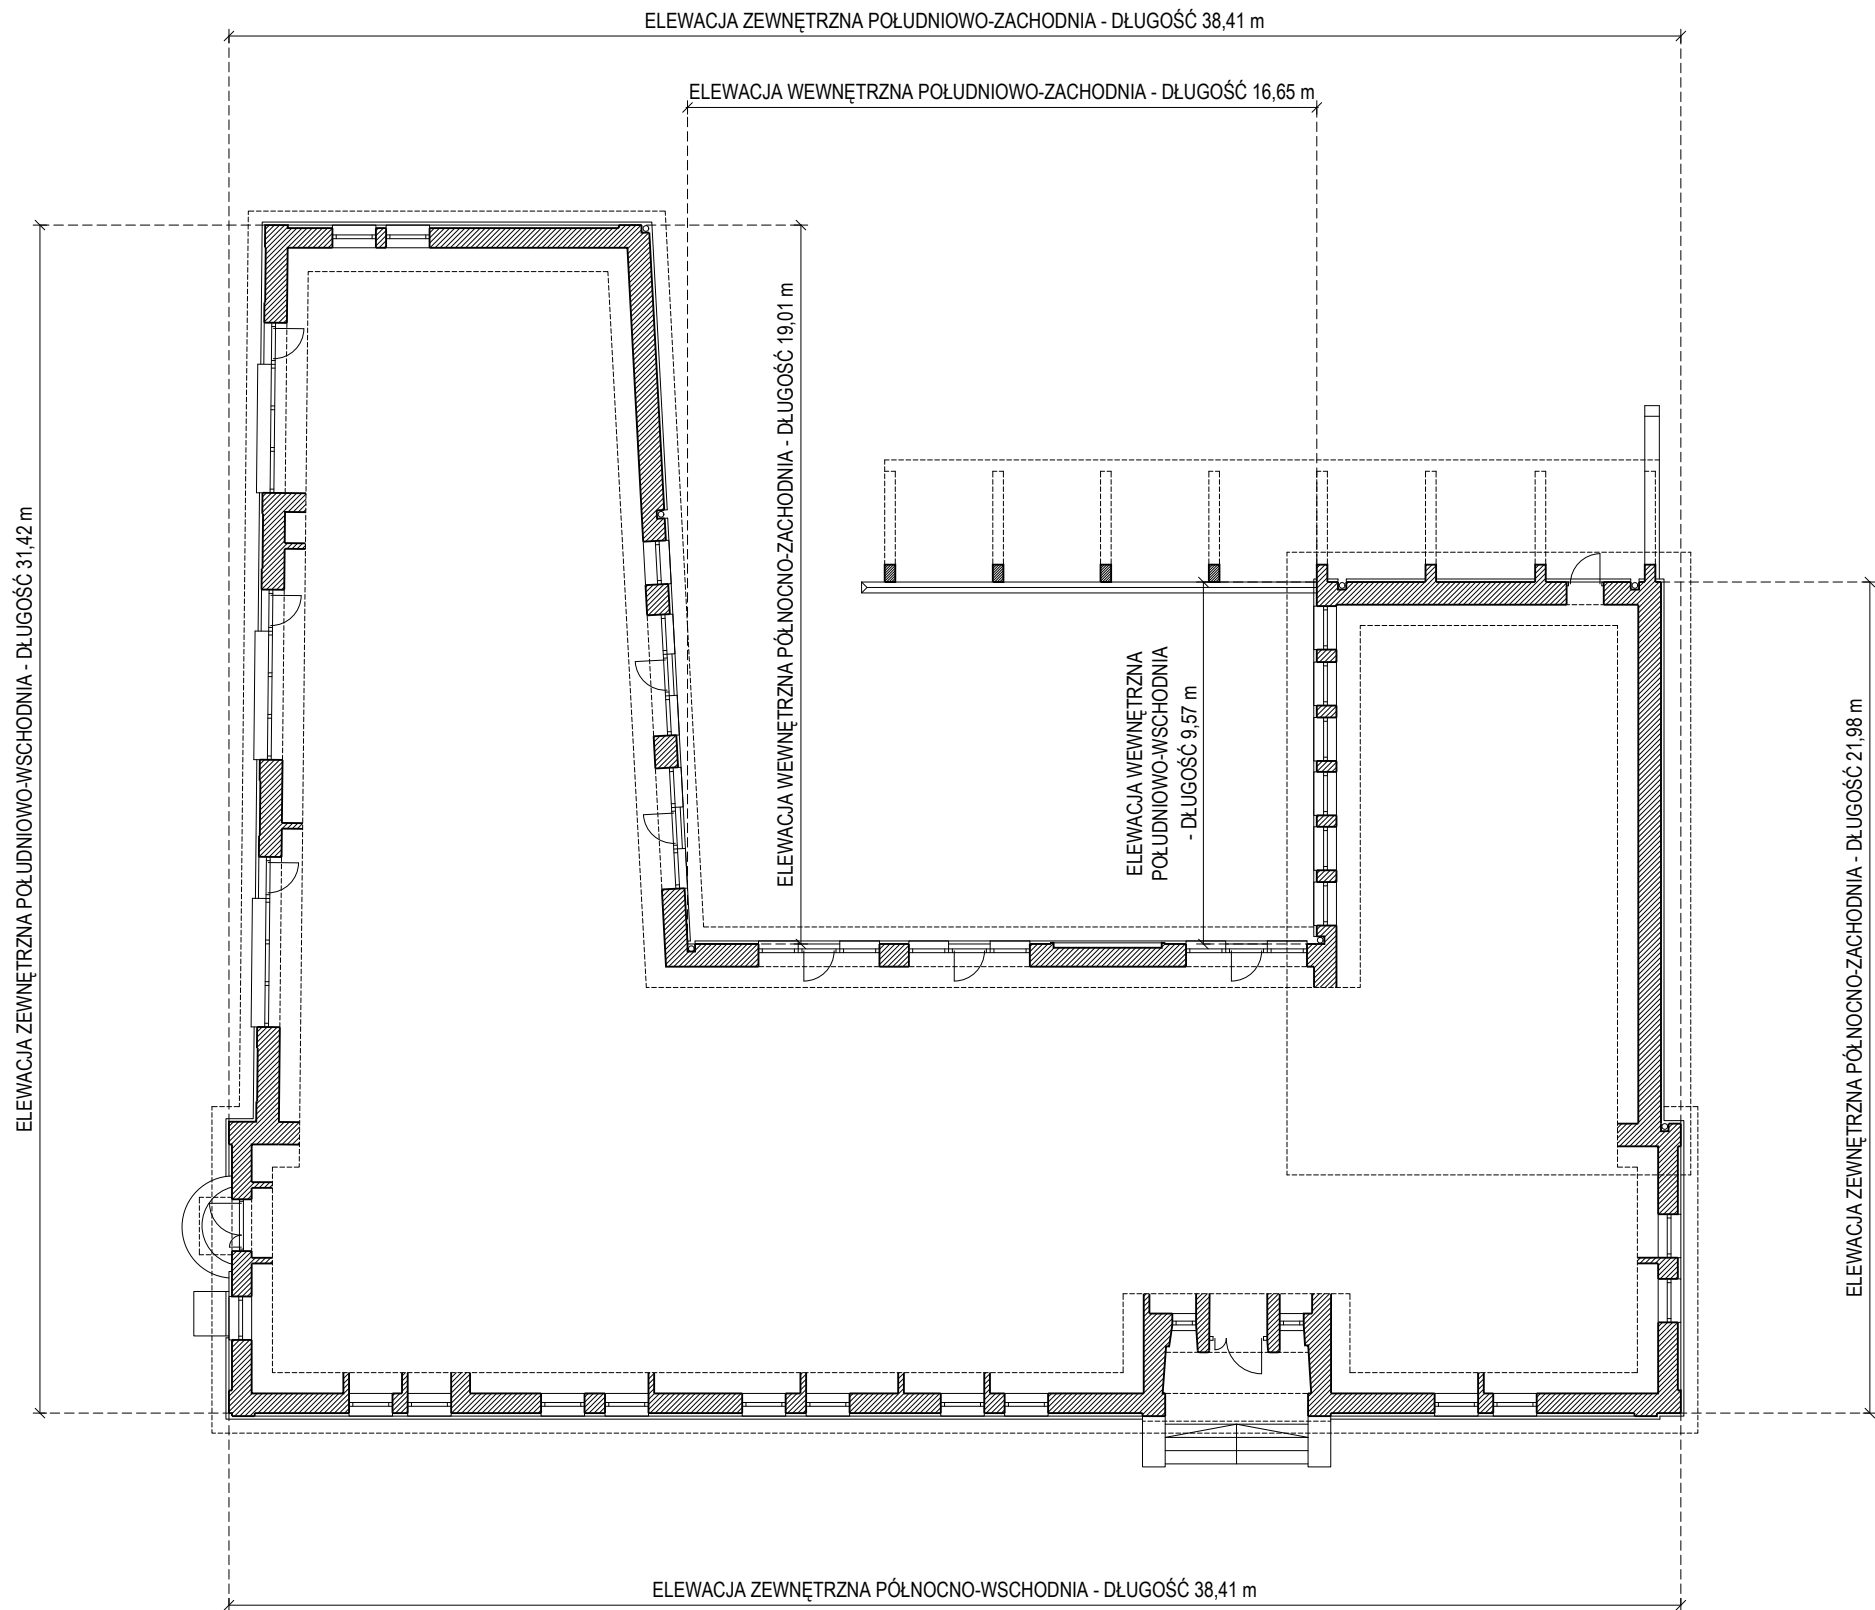 ELEWACJA ZEWNĘTRZNA POŁUDNIOWO-ZACHODNIA - DŁUGOŚĆ 38,41 m
ELEWACJA WEWNĘTRZNA POŁUDNIOWO-ZACHODNIA - DŁUGOŚĆ 16,65 m
ELEWACJA ZEWNĘTRZNA POŁUDNIOWO-WSCHODNIA - DŁUGOŚĆ 31,42 m
ELEWACJA WEWNĘTRZNA PÓŁNOCNO-ZACHODNIA - DŁUGOŚĆ 19,01 m
ELEWACJA WEWNĘTRZNA
POŁUDNIOWO-WSCHODNIA
- DŁUGOŚĆ 9,57 m
ELEWACJA ZEWNĘTRZNA PÓŁNOCNO-ZACHODNIA - DŁUGOŚĆ 21,98 m
ELEWACJA ZEWNĘTRZNA PÓŁNOCNO-WSCHODNIA - DŁUGOŚĆ 38,41 m